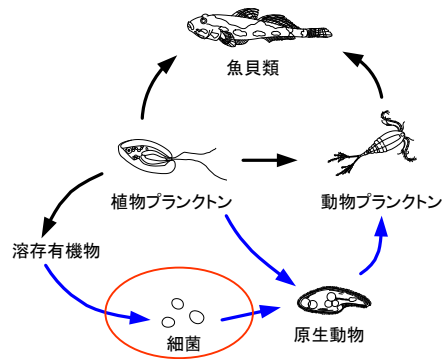 魚貝類
植物プランクトン
動物プランクトン
溶存有機物
細菌
原生動物